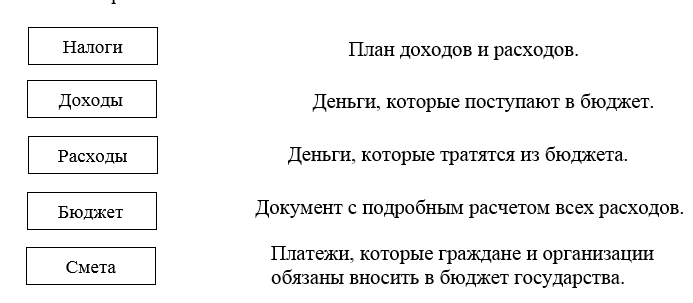 Налоги
План доходов и расходов.
Доходы
Деньги, которые поступают в бюджет.
Расходы
Деньги, которые тратятся из бюджета.
Бюджет
Документ с подробным расчетом всех расходов.
Смета
Платежи, которые граждане и организации
обязаны вносить в бюджет государства.